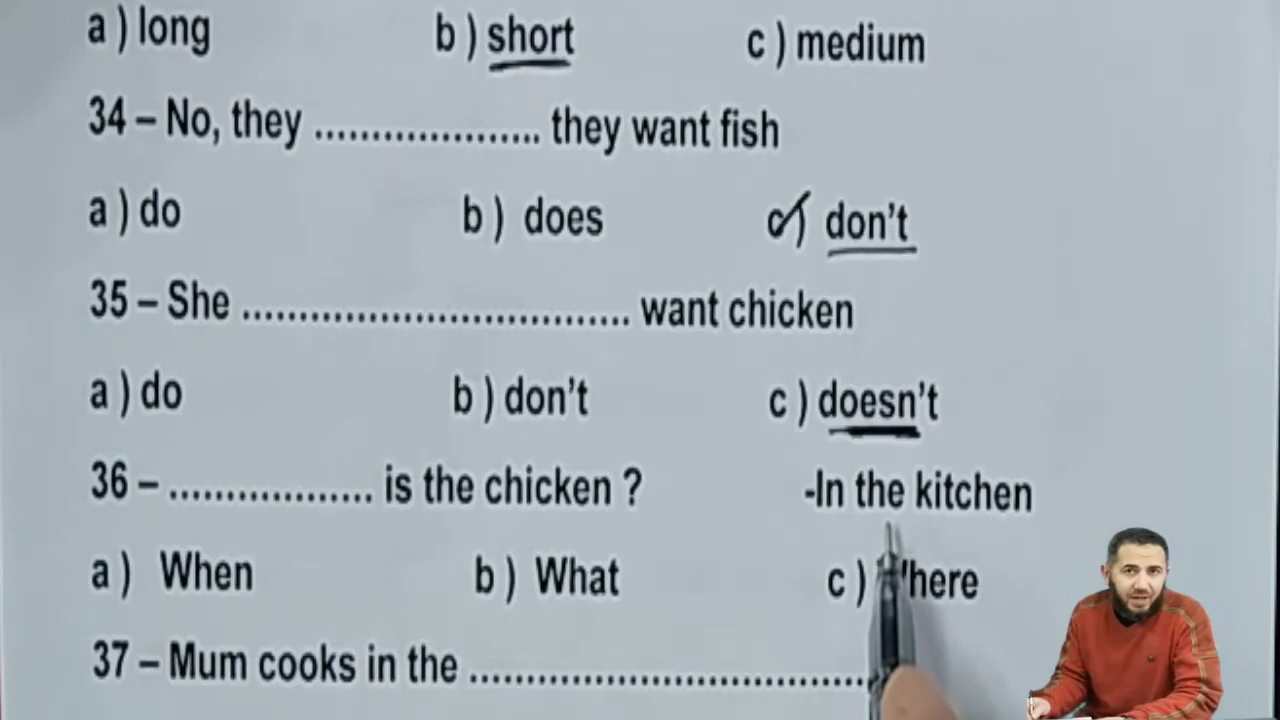 a ) long b ) short c ) medium
34 – No, they ................... they want fish
a ) do b ) does c ) don't
35 – She .................................. want chicken
a ) do b ) don't c ) doesn't
36 – .................. is the chicken ? -In the kitchen
a ) When b ) What c )
37 – Mum cooks in the ...................................